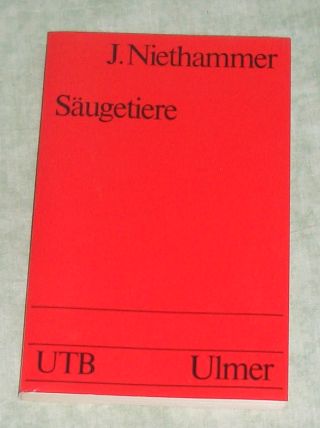 J. Niethammer
Säugetiere
UTB Ulmer